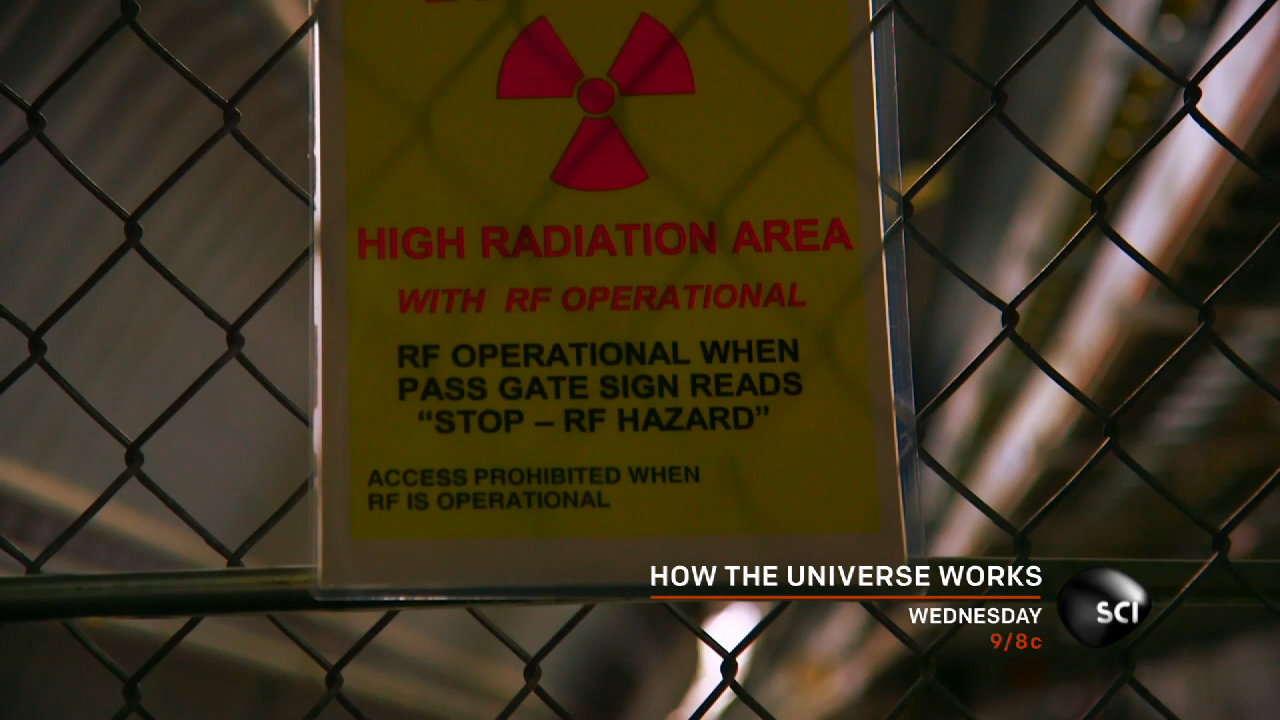 HIGH RADIATION AREA
WITH RF OPERATIONAL
RF OPERATIONAL WHEN
PASS GATE SIGN READS
“STOP – RF HAZARD”
ACCESS PROHIBITED WHEN
RF IS OPERATIONAL
HOW THE UNIVERSE WORKS
WEDNESDAY
9/8c
SCI